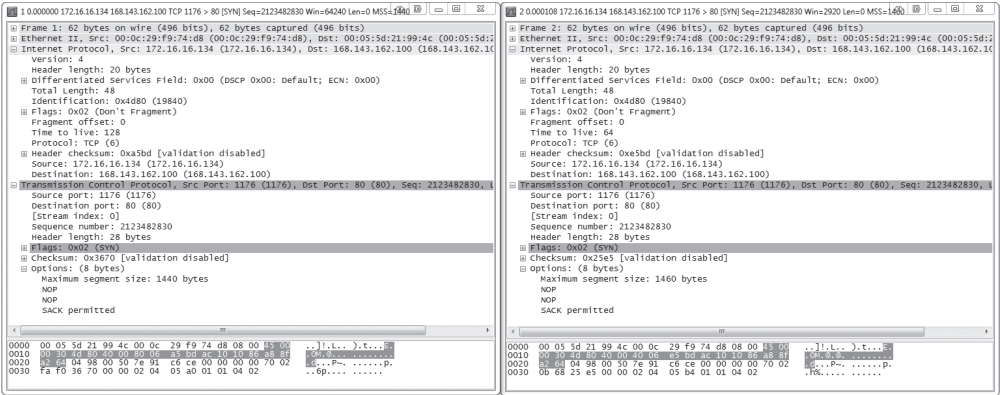 1 0.000000 172.16.16.134 168.143.162.100 TCP 1176 > 80 [SYN] Seq=2123482830 Win=64240 Len=0 MSS=1440
Frame 1: 62 bytes on wire (496 bits), 62 bytes captured (496 bits)
Ethernet II, Src: 00:0c:29:f9:74:d8 (00:0c:29:f9:74:d8), Dst: 00:05:5d:21:99:4c (00:05:5d:2
Internet Protocol, Src: 172.16.16.134 (172.16.16.134), Dst: 168.143.162.100 (168.143.162.10
Version: 4
Header length: 20 bytes
Differentiated Services Field: 0x00 (DSCP 0x00: Default; ECN: 0x00)
Total Length: 48
Identification: 0x4d80 (19840)
Flags: 0x02 (Don't Fragment)
Fragment offset: 0
Time to live: 128
Protocol: TCP (6)
Header checksum: 0xa5bd [validation disabled]
Source: 172.16.16.134 (172.16.16.134)
Destination: 168.143.162.100 (168.143.162.100)
Transmission Control Protocol, Src Port: 1176 (1176), Dst Port: 80 (80), Seq: 2123482830, L
Source port: 1176 (1176)
Destination port: 80 (80)
[Stream index: 0]
Sequence number: 2123482830
Header length: 28 bytes
Flags: 0x02 (SYN)
Checksum: 0x3670 [validation disabled]
Options: (8 bytes)
Maximum segment size: 1440 bytes
NOP
NOP
SACK permitted
0000 00 05 5d 21 99 4c 00 0c 29 f9 74 d8 08 00 45 00 ..]!.L.. ).t...E.
0010 00 30 4d 80 40 00 80 06 a5 bd ac 10 10 86 a8 8f .0M.@... ........
0020 a2 64 04 98 00 50 7e 91 c6 ce 00 00 00 00 70 02 .d...P~. ......p.
0030 fa f0 36 70 00 00 02 04 05 a0 01 01 04 02 ..6p.... ......
2 0.000108 172.16.16.134 168.143.162.100 TCP 1176 > 80 [SYN] Seq=2123482830 Win=2920 Len=0 MSS=1460
Frame 2: 62 bytes on wire (496 bits), 62 bytes captured (496 bits)
Ethernet II, Src: 00:0c:29:f9:74:d8 (00:0c:29:f9:74:d8), Dst: 00:05:5d:21:99:4c (00:05:5d:2
Internet Protocol, Src: 172.16.16.134 (172.16.16.134), Dst: 168.143.162.100 (168.143.162.10
Version: 4
Header length: 20 bytes
Differentiated Services Field: 0x00 (DSCP 0x00: Default; ECN: 0x00)
Total Length: 48
Identification: 0x4d80 (19840)
Flags: 0x02 (Don't Fragment)
Fragment offset: 0
Time to live: 64
Protocol: TCP (6)
Header checksum: 0xe5bd [validation disabled]
Source: 172.16.16.134 (172.16.16.134)
Destination: 168.143.162.100 (168.143.162.100)
Transmission Control Protocol, Src Port: 1176 (1176), Dst Port: 80 (80), Seq: 2123482830, L
Source port: 1176 (1176)
Destination port: 80 (80)
[Stream index: 0]
Sequence number: 2123482830
Header length: 28 bytes
Flags: 0x02 (SYN)
Checksum: 0x25e5 [validation disabled]
Options: (8 bytes)
Maximum segment size: 1460 bytes
NOP
NOP
SACK permitted
0000 00 05 5d 21 99 4c 00 0c 29 f9 74 d8 08 00 45 00 ..]!.L.. ).t...E.
0010 00 30 4d 80 40 00 40 06 e5 bd ac 10 10 86 a8 8f .0M.@.@. ........
0020 a2 64 04 98 00 50 7e 91 c6 ce 00 00 00 00 70 02 .d...P~. ......p.
0030 0b 68 25 e5 00 00 02 04 05 b4 01 01 04 02 .h%..... ......